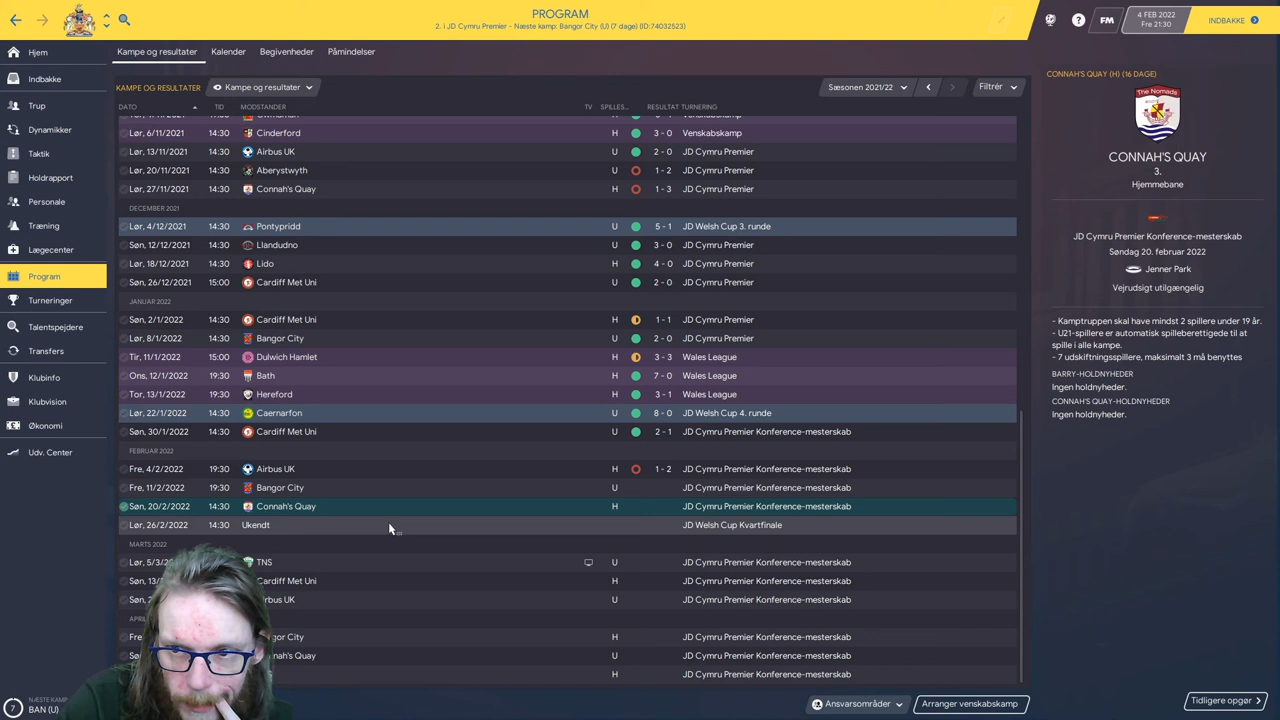 PROGRAM
2. i JD Cymru Premier - Næste kamp: Bangor City (U) (7 dage) (ID:74032523)
FM
4 FEB 2022
Fre 21:30
INDBAKKE
Hjem
Indbakke
Trup
Dynamikker
Taktik
Holdrapport
Personale
Træning
Lægecenter
Program
Turneringer
Talentspejdere
Transfers
Klubinfo
Klubvision
Økonomi
Udv. Center
NÆSTE KAMP
BAN (U)
Kampe og resultater Kalender Begivenheder Påmindelser
KAMPE OG RESULTATER Kampe og resultater Sæsonen 2021/22 Filtrér
DATO TID MODSTANDER TV SPILLES... RESULTAT TURNERING
Lør, 6/11/2021 14:30 Cinderford H 3 - 0 Venskabskamp
Lør, 13/11/2021 14:30 Airbus UK U 2 - 0 JD Cymru Premier
Lør, 20/11/2021 14:30 Aberystwyth U 1 - 2 JD Cymru Premier
Lør, 27/11/2021 14:30 Connah's Quay H 1 - 3 JD Cymru Premier
DECEMBER 2021
Lør, 4/12/2021 14:30 Pontypridd U 5 - 1 JD Welsh Cup 3. runde
Søn, 12/12/2021 14:30 Llandudno U 3 - 0 JD Cymru Premier
Lør, 18/12/2021 14:30 Lido H 4 - 0 JD Cymru Premier
Søn, 26/12/2021 15:00 Cardiff Met Uni U 2 - 0 JD Cymru Premier
JANUAR 2022
Søn, 2/1/2022 14:30 Cardiff Met Uni H 1 - 1 JD Cymru Premier
Lør, 8/1/2022 14:30 Bangor City U 2 - 0 JD Cymru Premier
Tir, 11/1/2022 15:00 Dulwich Hamlet H 3 - 3 Wales League
Ons, 12/1/2022 19:30 Bath H 7 - 0 Wales League
Tor, 13/1/2022 19:30 Hereford H 3 - 1 Wales League
Lør, 22/1/2022 14:30 Caernarfon U 8 - 0 JD Welsh Cup 4. runde
Søn, 30/1/2022 14:30 Cardiff Met Uni U 2 - 1 JD Cymru Premier Konference-mesterskab
FEBRUAR 2022
Fre, 4/2/2022 19:30 Airbus UK H 1 - 2 JD Cymru Premier Konference-mesterskab
Fre, 11/2/2022 19:30 Bangor City U JD Cymru Premier Konference-mesterskab
Søn, 20/2/2022 14:30 Connah's Quay H JD Cymru Premier Konference-mesterskab
Lør, 26/2/2022 14:30 Ukendt JD Welsh Cup Kvartfinale
MARTS 2022
Lør, 5/3/ TNS U JD Cymru Premier Konference-mesterskab
Søn, 13/ Cardiff Met Uni H JD Cymru Premier Konference-mesterskab
Søn, 2 U JD Cymru Premier Konference-mesterskab
APRI
Fre H JD Cymru Premier Konference-mesterskab
U JD Cymru Premier Konference-mesterskab
H JD Cymru Premier Konference-mesterskab
Ansvarsområder Arranger venskabskamp
CONNAH'S QUAY (H) (16 DAGE)
The Nomads
CONNAH'S QUAY
3.
Hjemmebane
JD Cymru Premier Konference-mesterskab
Søndag 20. februar 2022
Jenner Park
Vejrudsigt utilgængelig
- Kamptruppen skal have mindst 2 spillere under 19 år.
- U21-spillere er automatisk spilleberettigede til at
spille i alle kampe.
- 7 udskiftningsspillere, maksimalt 3 må benyttes
BARRY-HOLDNYHEDER
Ingen holdnyheder.
CONNAH'S QUAY-HOLDNYHEDER
Ingen holdnyheder.
Tidligere opgør